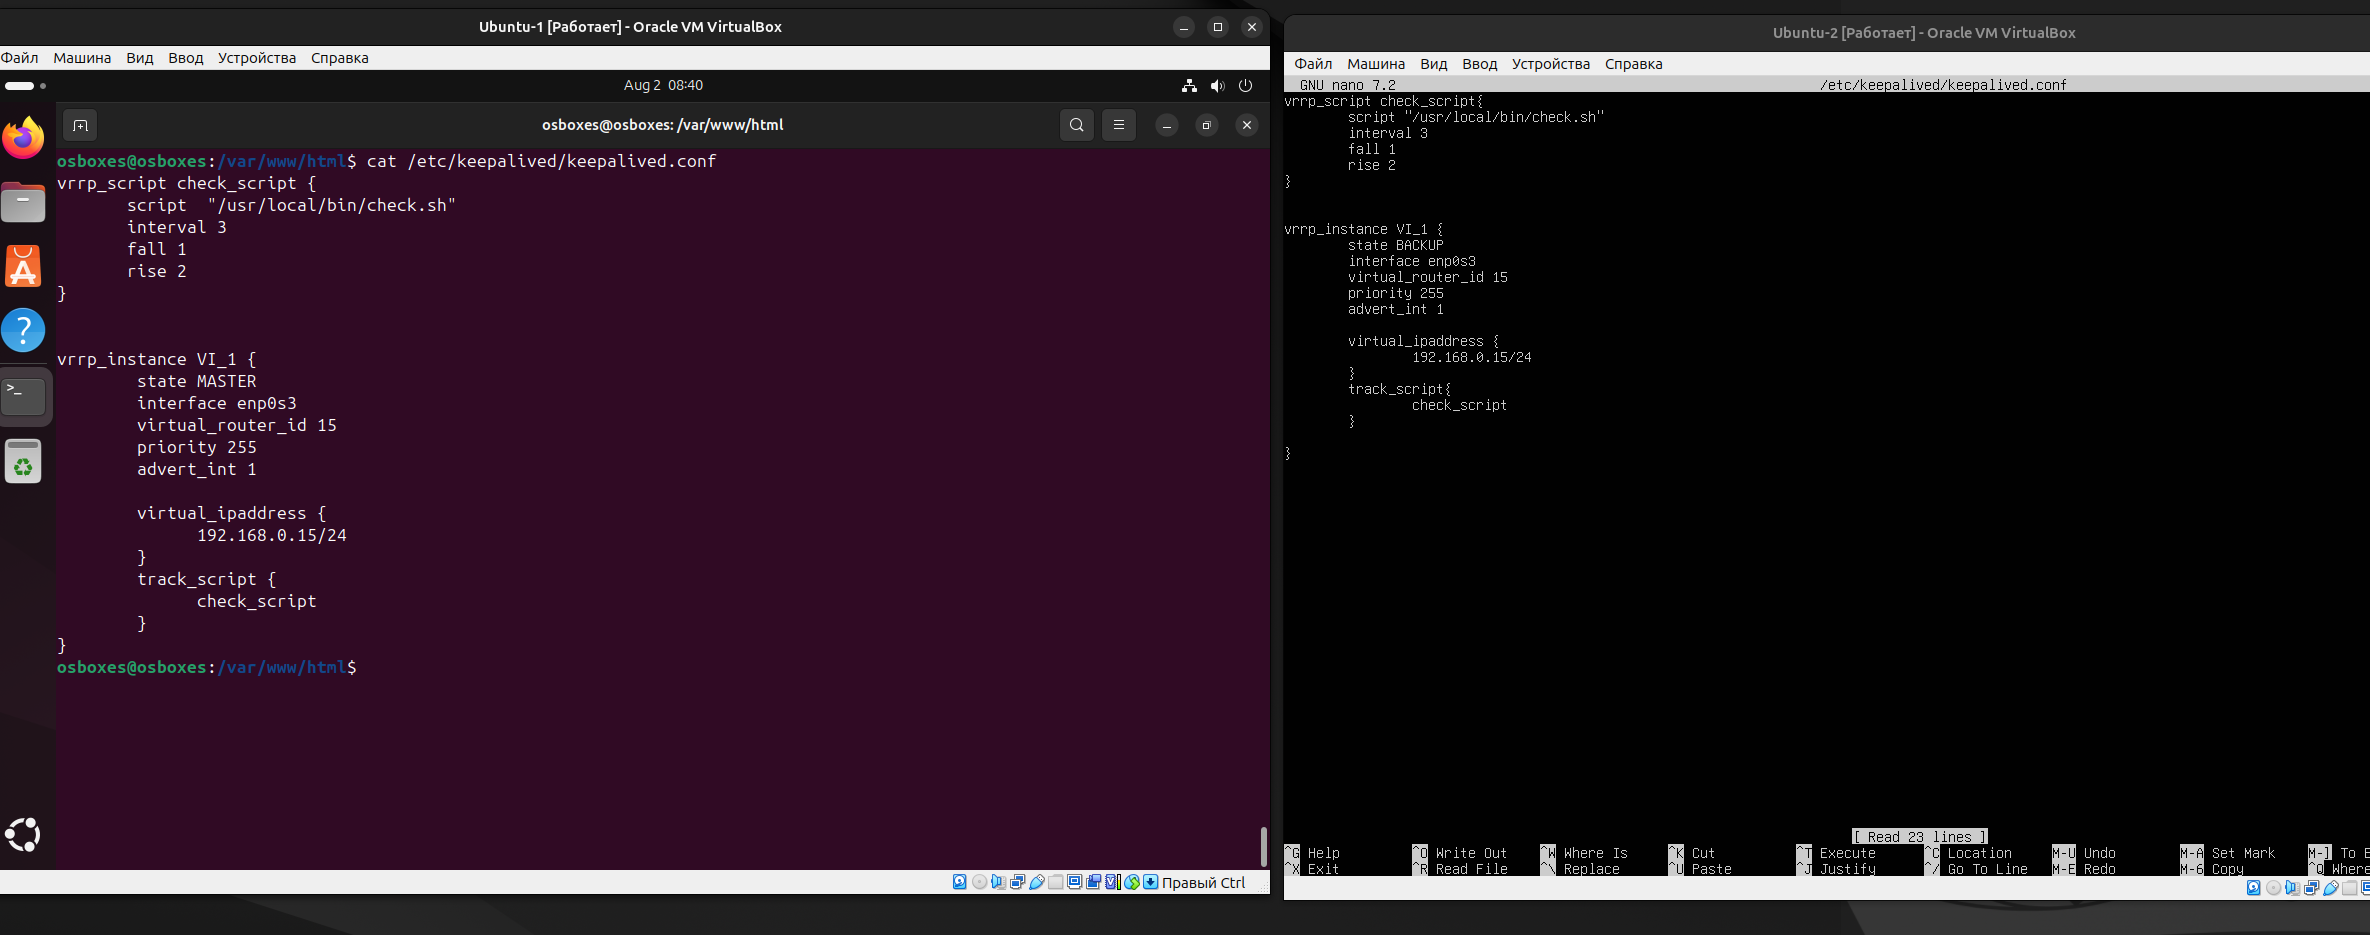 Ubuntu-1 [Работает] - Oracle VM VirtualBox
Файл Машина Вид Ввод Устройства Справка
Aug 2 08:40
osboxes@osboxes: /var/www/html
osboxes@osboxes:/var/www/html$ cat /etc/keepalived/keepalived.conf
vrrp_script check_script {
script "/usr/local/bin/check.sh"
interval 3
fall 1
rise 2
}
vrrp_instance VI_1 {
state MASTER
interface enp0s3
virtual_router_id 15
priority 255
advert_int 1
virtual_ipaddress {
192.168.0.15/24
}
track_script {
check_script
}
}
osboxes@osboxes:/var/www/html$
Правый Ctrl
Ubuntu-2 [Работает] - Oracle VM VirtualBox
Файл Машина Вид Ввод Устройства Справка
GNU nano 7.2 /etc/keepalived/keepalived.conf
vrrp_script check_script{
script "/usr/local/bin/check.sh"
interval 3
fall 1
rise 2
}
vrrp_instance VI_1 {
state BACKUP
interface enp0s3
virtual_router_id 15
priority 255
advert_int 1
virtual_ipaddress {
192.168.0.15/24
}
track_script{
check_script
}
}
[ Read 23 lines ]
^G Help ^O Write Out ^W Where Is ^K Cut ^T Execute ^C Location M-U Undo M-A Set Mark M-] To
^X Exit ^R Read File ^\ Replace ^U Paste ^J Justify ^/ Go To Line M-E Redo M-6 Copy ^Q Where